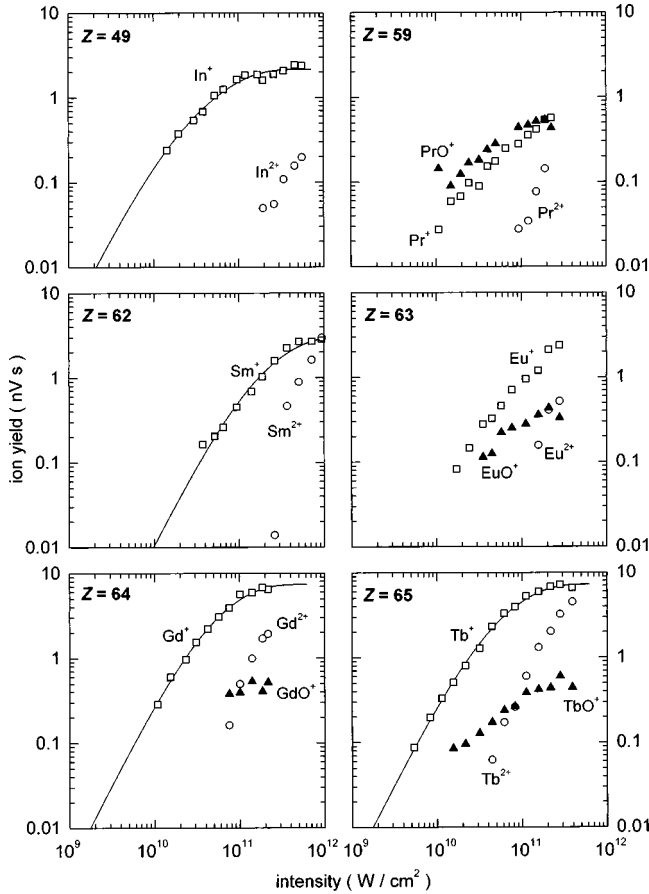 10
Z = 49
In⁺
1
In²⁺
0.1
0.01
Z = 59
10
PrO⁺
1
Pr⁺
Pr²⁺
0.1
0.01
ion yield ( nV s )
10
Z = 62
Sm⁺
1
Sm²⁺
0.1
0.01
Z = 63
10
Eu⁺
1
EuO⁺
Eu²⁺
0.1
0.01
10
Z = 64
Gd⁺
Gd²⁺
1
GdO⁺
0.1
0.01
10⁹ 10¹⁰ 10¹¹ 10¹²
Z = 65
10
Tb⁺
1
TbO⁺
Tb²⁺
0.1
0.01
10⁹ 10¹⁰ 10¹¹ 10¹²
intensity ( W / cm² )